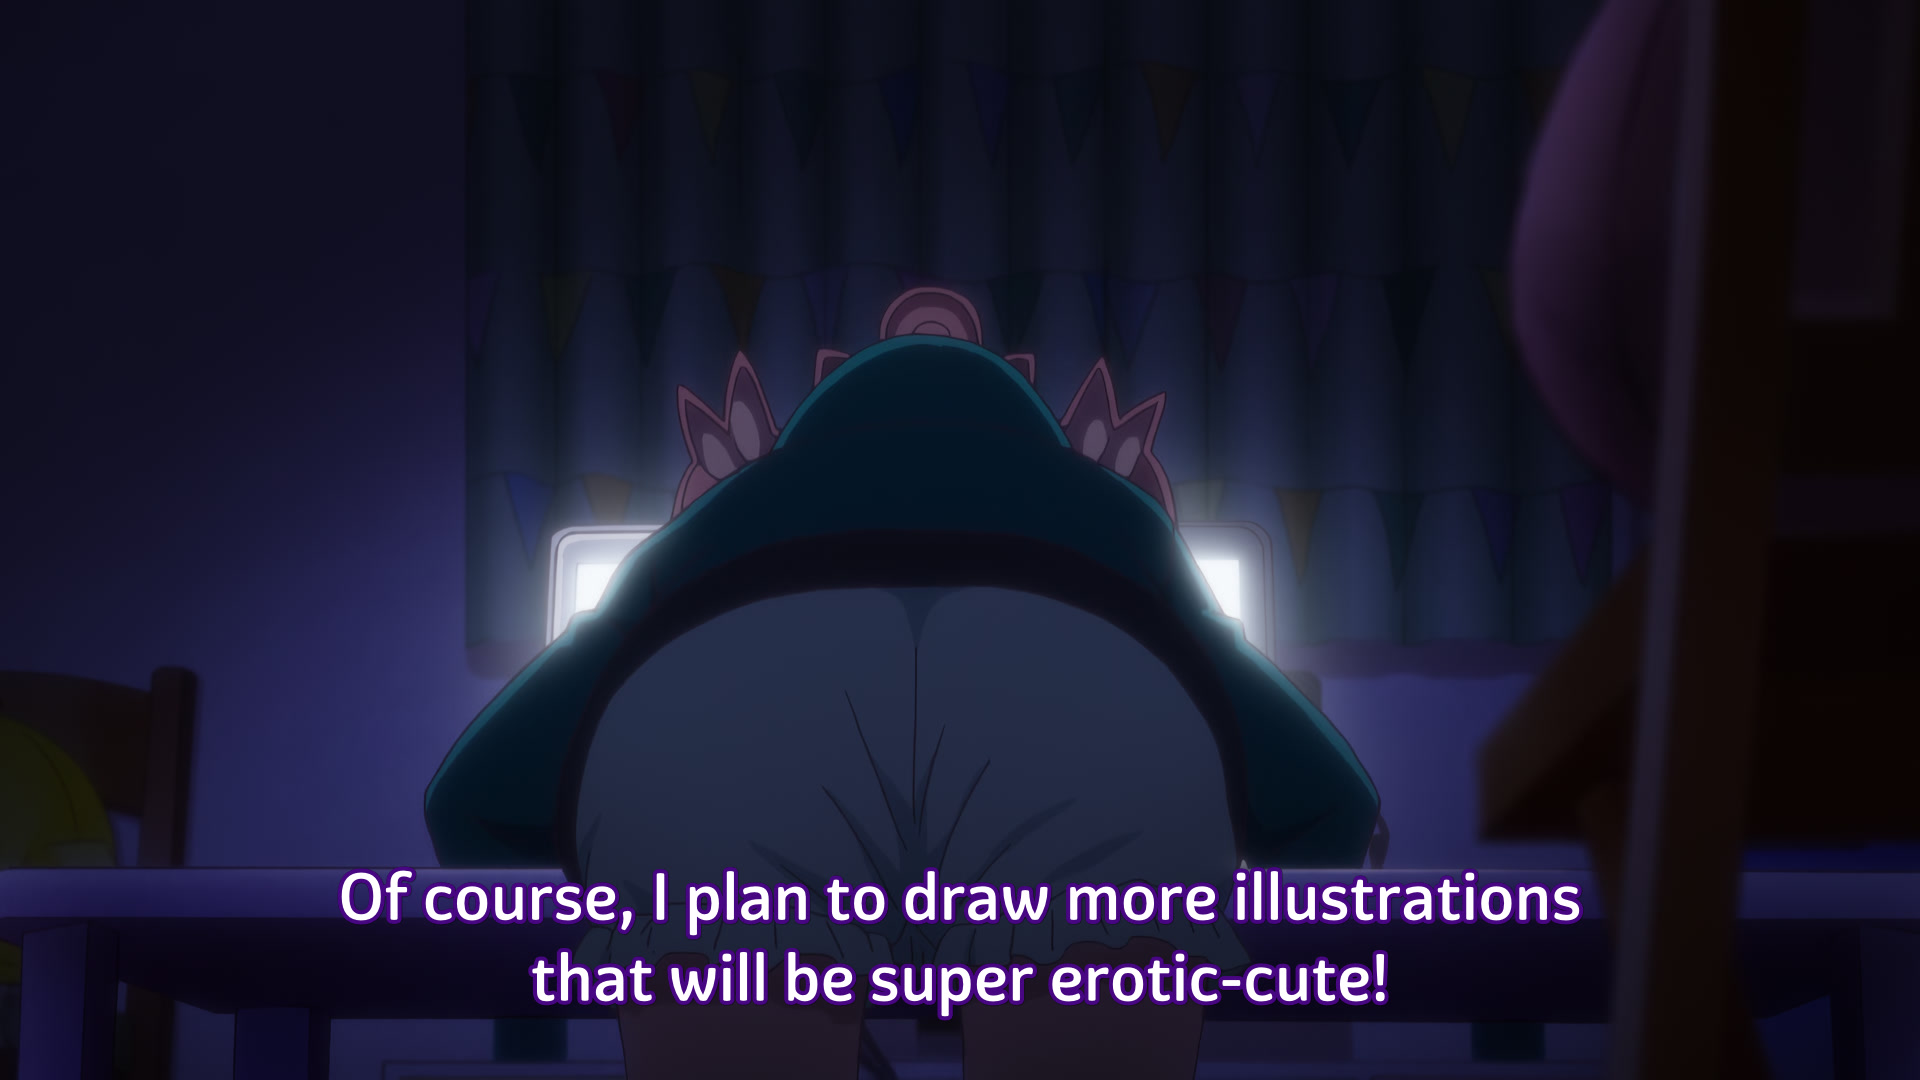 Of course, I plan to draw more illustrations
that will be super erotic-cute!